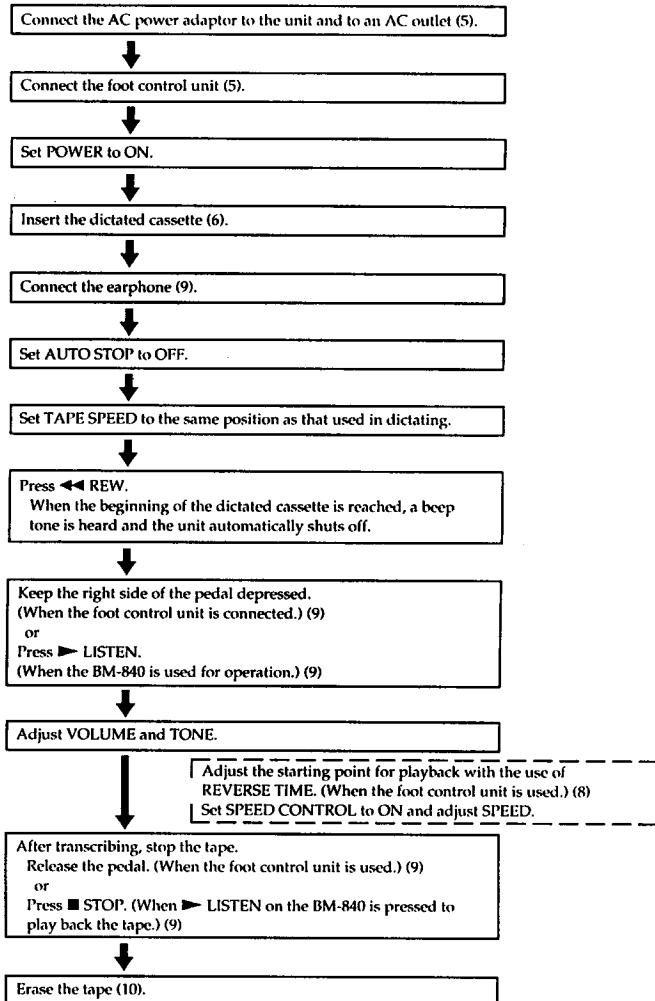 Connect the AC power adaptor to the unit and to an AC outlet (5).
Connect the foot control unit (5).
Set POWER to ON.
Insert the dictated cassette (6).
Connect the earphone (9).
Set AUTO STOP to OFF.
Set TAPE SPEED to the same position as that used in dictating.
Press ◀◀ REW.
When the beginning of the dictated cassette is reached, a beep
tone is heard and the unit automatically shuts off.
Keep the right side of the pedal depressed.
(When the foot control unit is connected.) (9)
or
Press ▶ LISTEN.
(When the BM-840 is used for operation.) (9)
Adjust VOLUME and TONE.
Adjust the starting point for playback with the use of
REVERSE TIME. (When the foot control unit is used.) (8)
Set SPEED CONTROL to ON and adjust SPEED.
After transcribing, stop the tape.
Release the pedal. (When the foot control unit is used.) (9)
or
Press ■ STOP. (When ▶ LISTEN on the BM-840 is pressed to
play back the tape.) (9)
Erase the tape (10).